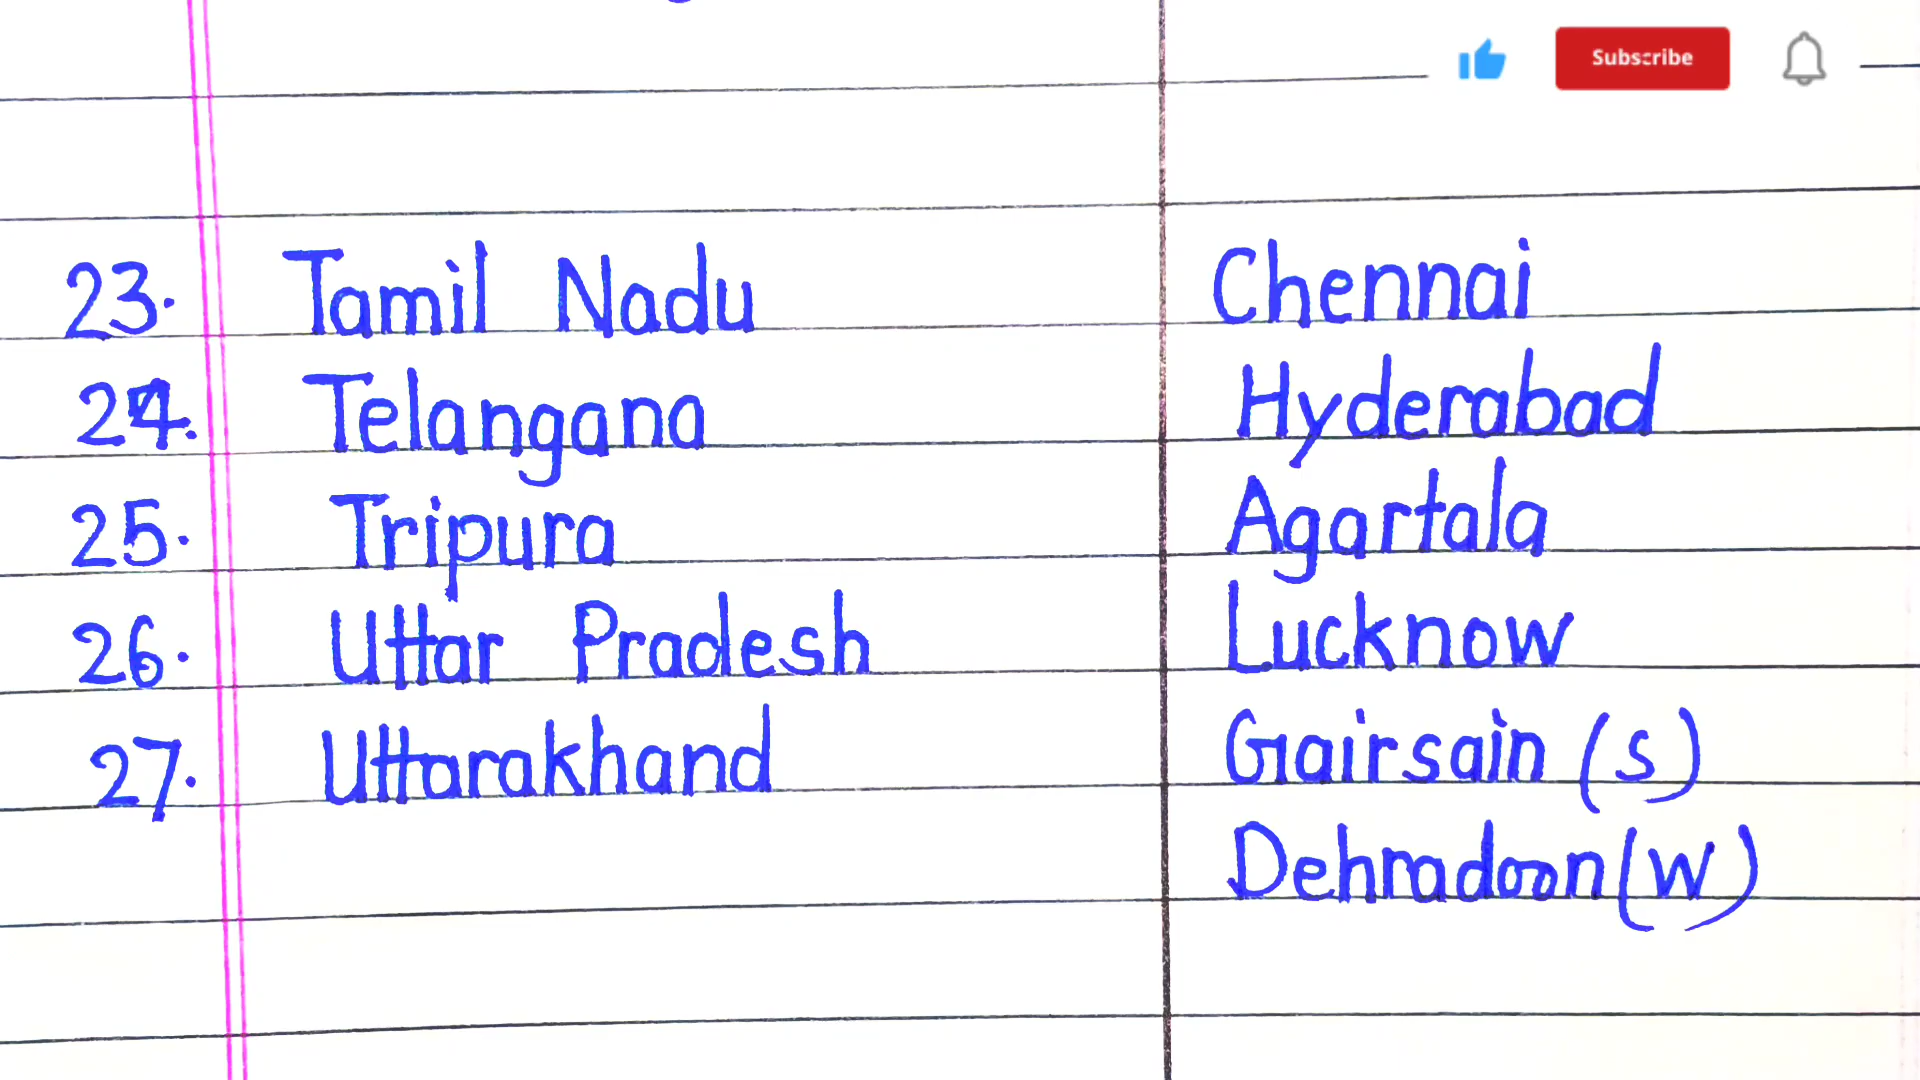 Subscribe
23. Tamil Nadu Chennai
24. Telangana Hyderabad
25. Tripura Agartala
26. Uttar Pradesh Lucknow
27. Uttarakhand Gairsain (s)
Dehradoon (W)